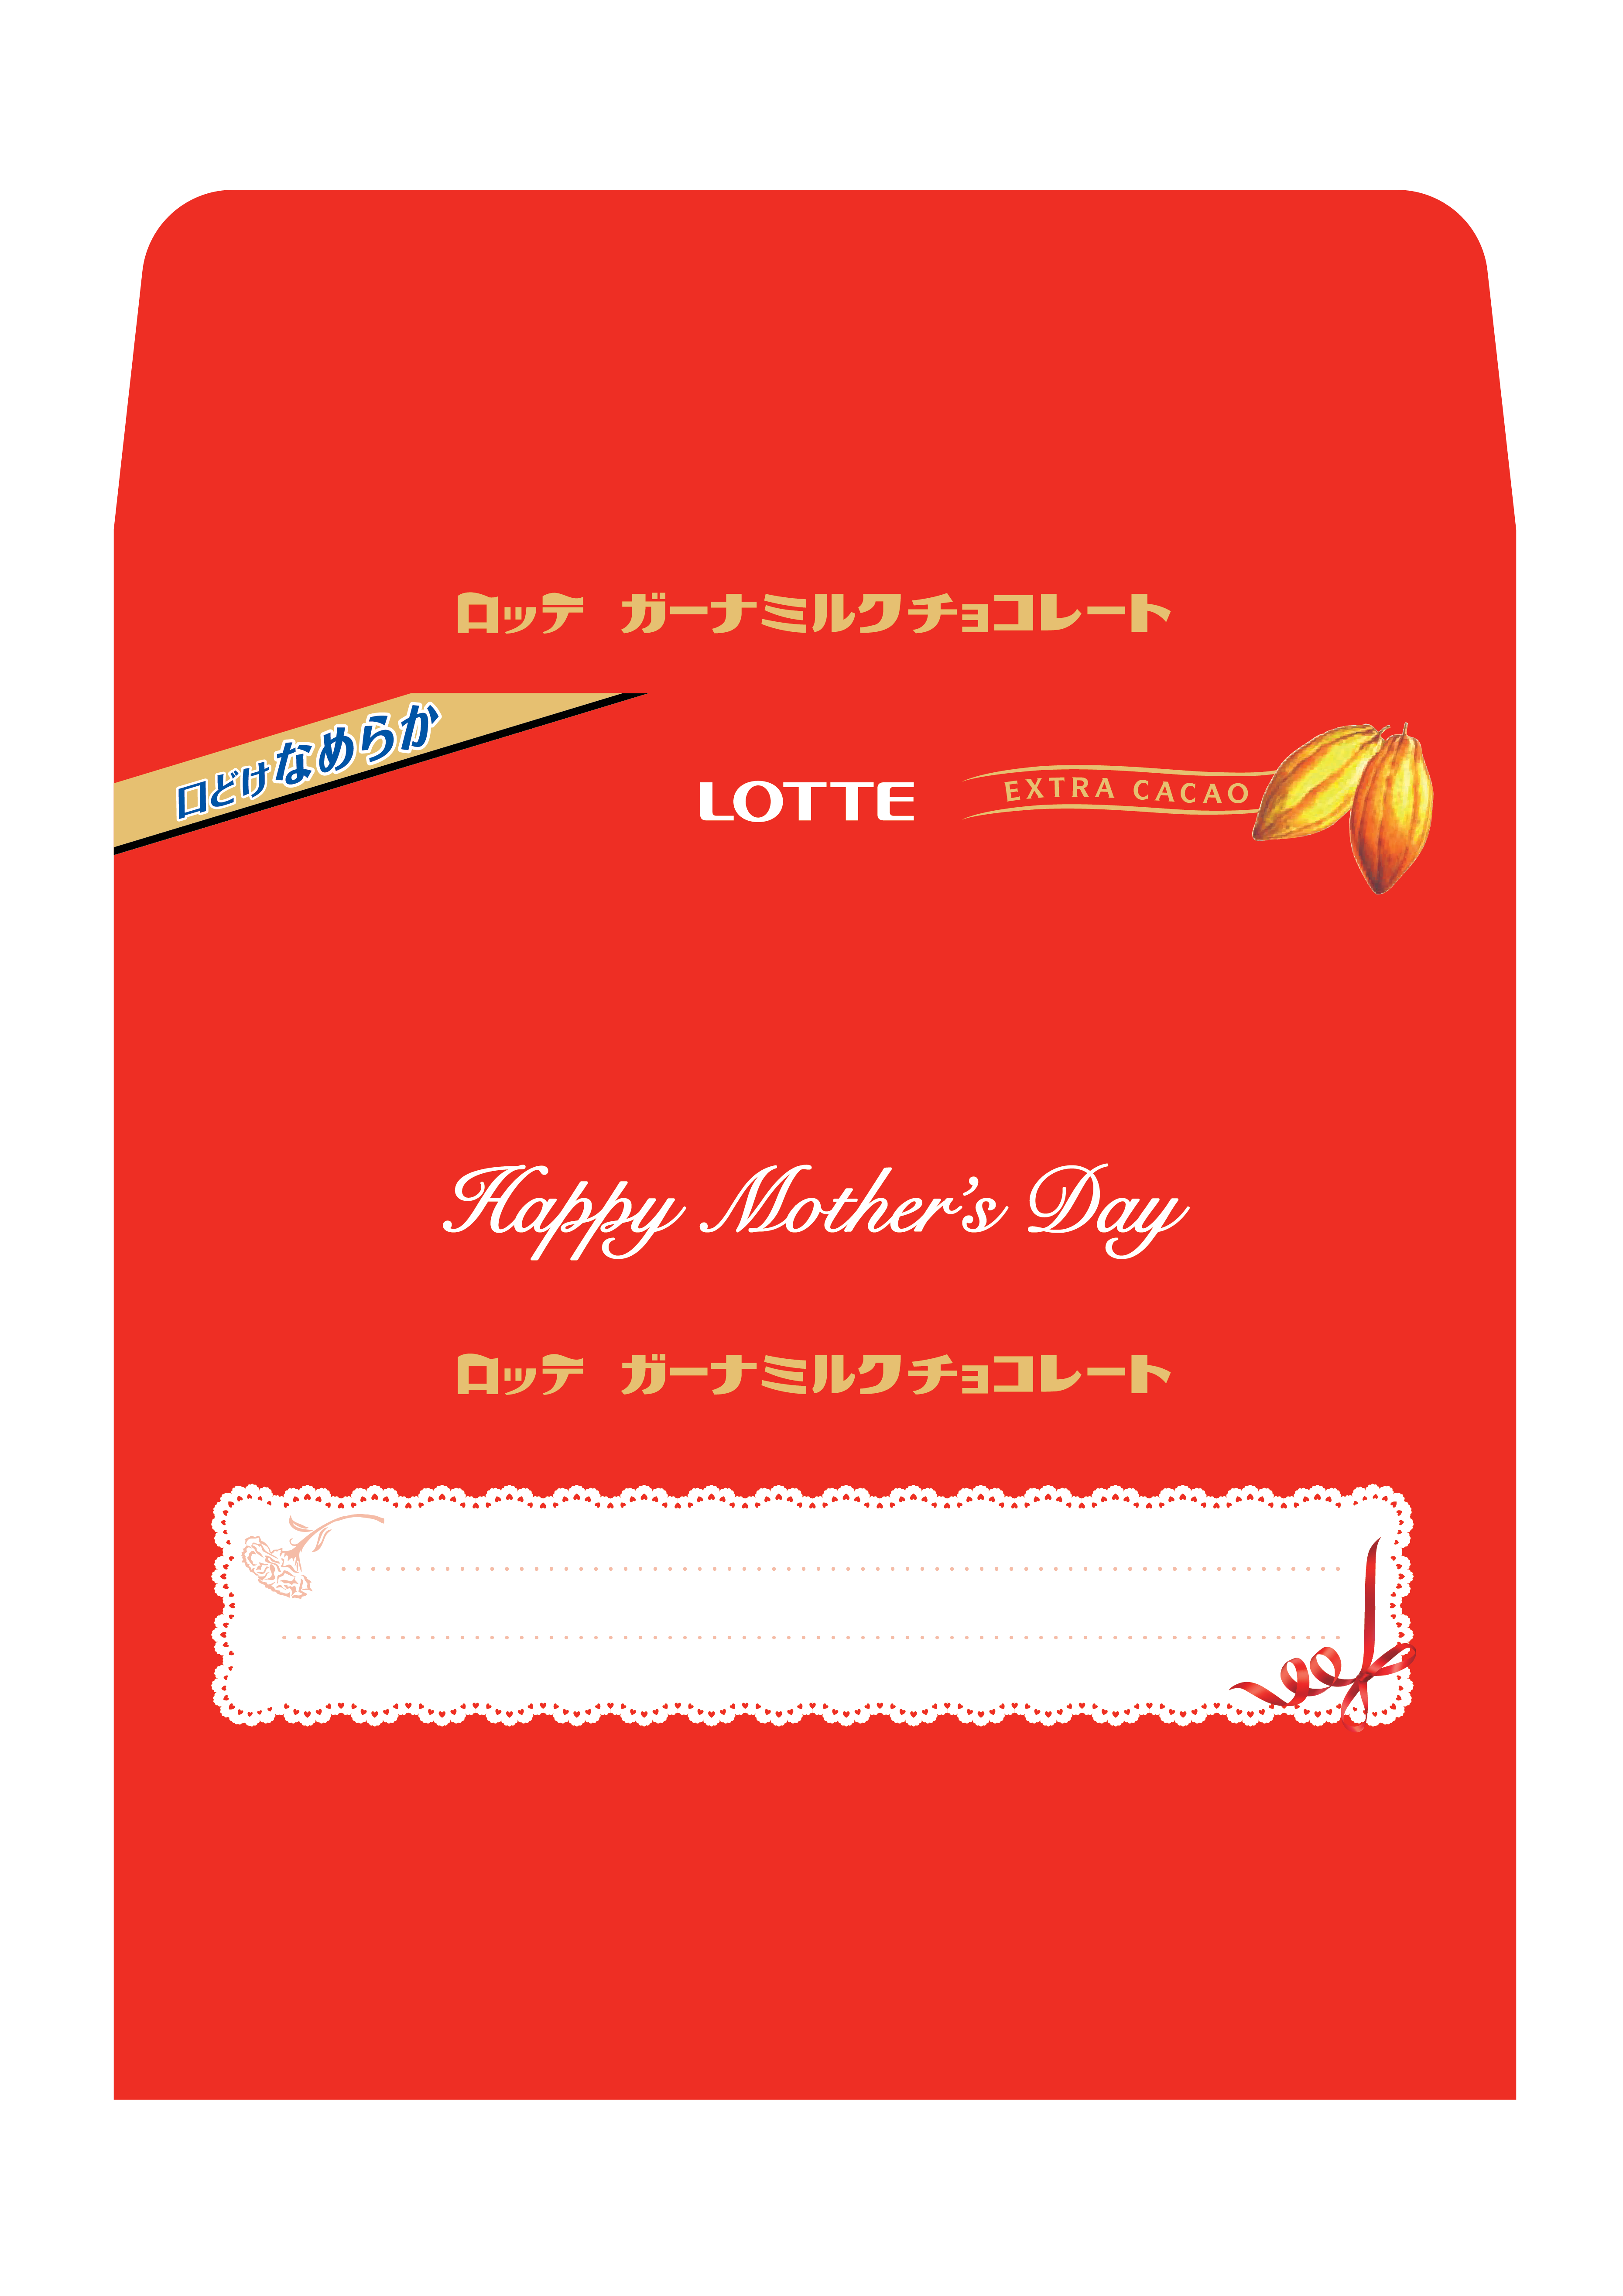 ロッテ ガーナミルクチョコレート
口どけなめらか
LOTTE
EXTRA CACAO
Happy Mother's Day
ロッテ ガーナミルクチョコレート